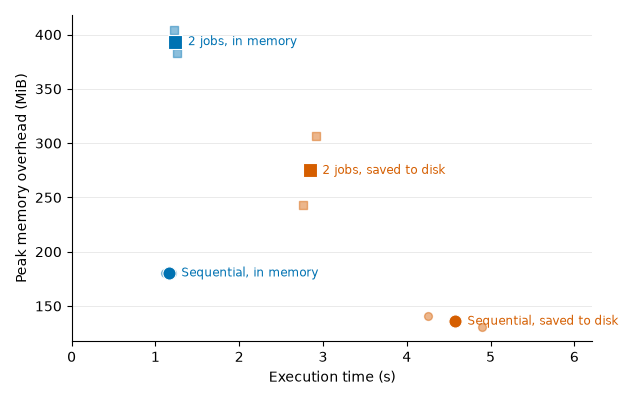 Peak memory overhead (MiB)
400
350
300
250
200
150
2 jobs, in memory
2 jobs, saved to disk
Sequential, in memory
Sequential, saved to disk
0 1 2 3 4 5 6
Execution time (s)